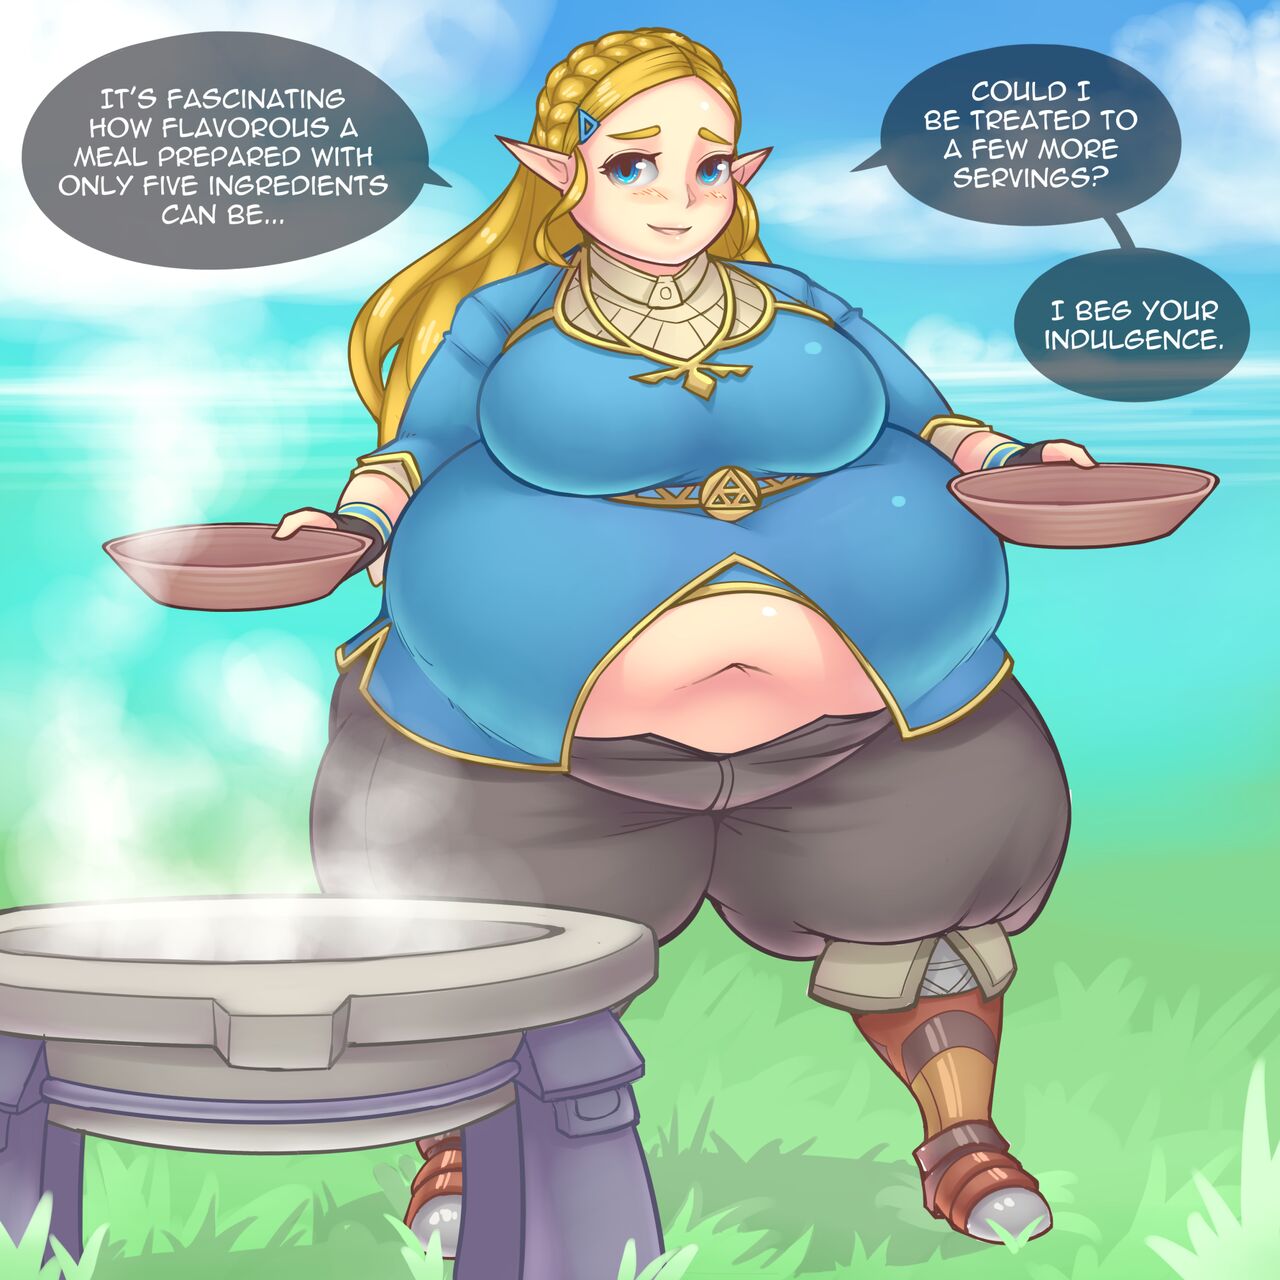 IT'S FASCINATING
HOW FLAVOROUS A
MEAL PREPARED WITH
ONLY FIVE INGREDIENTS
CAN BE...
COULD I
BE TREATED TO
A FEW MORE
SERVINGS?
I BEG YOUR
INDULGENCE.